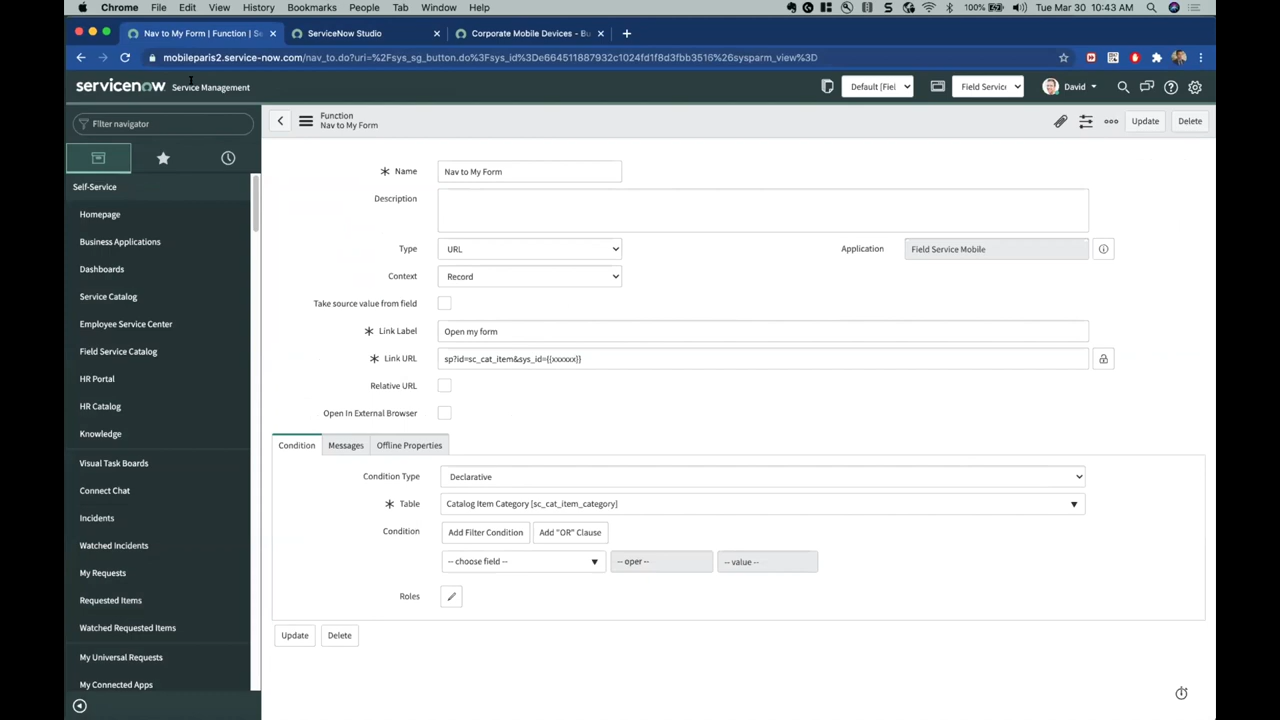 Chrome File Edit View History Bookmarks People Tab Window Help 100% Tue Mar 30 10:43 AM
Nav to My Form | Function | Se ServiceNow Studio Corporate Mobile Devices - Bu
mobileparis2.service-now.com/nav_to.do?uri=%2Fsys_sg_button.do%3Fsys_id%3De664511887932c1024fd1f8d3fbb3516%26sysparm_view%3D
servicenow Service Management Default [Fiel Field Servic David
Filter navigator
Function
Nav to My Form
Update Delete
Self-Service
Homepage
Business Applications
Dashboards
Service Catalog
Employee Service Center
Field Service Catalog
HR Portal
HR Catalog
Knowledge
Visual Task Boards
Connect Chat
Incidents
Watched Incidents
My Requests
Requested Items
Watched Requested Items
My Universal Requests
My Connected Apps
Name Nav to My Form
Description
Type URL Application Field Service Mobile
Context Record
Take source value from field
Link Label Open my form
Link URL sp?id=sc_cat_item&sys_id={{xxxxxx}}
Relative URL
Open In External Browser
Condition Messages Offline Properties
Condition Type Declarative
Table Catalog Item Category [sc_cat_item_category]
Condition Add Filter Condition Add "OR" Clause
-- choose field -- -- oper -- -- value --
Roles
Update Delete